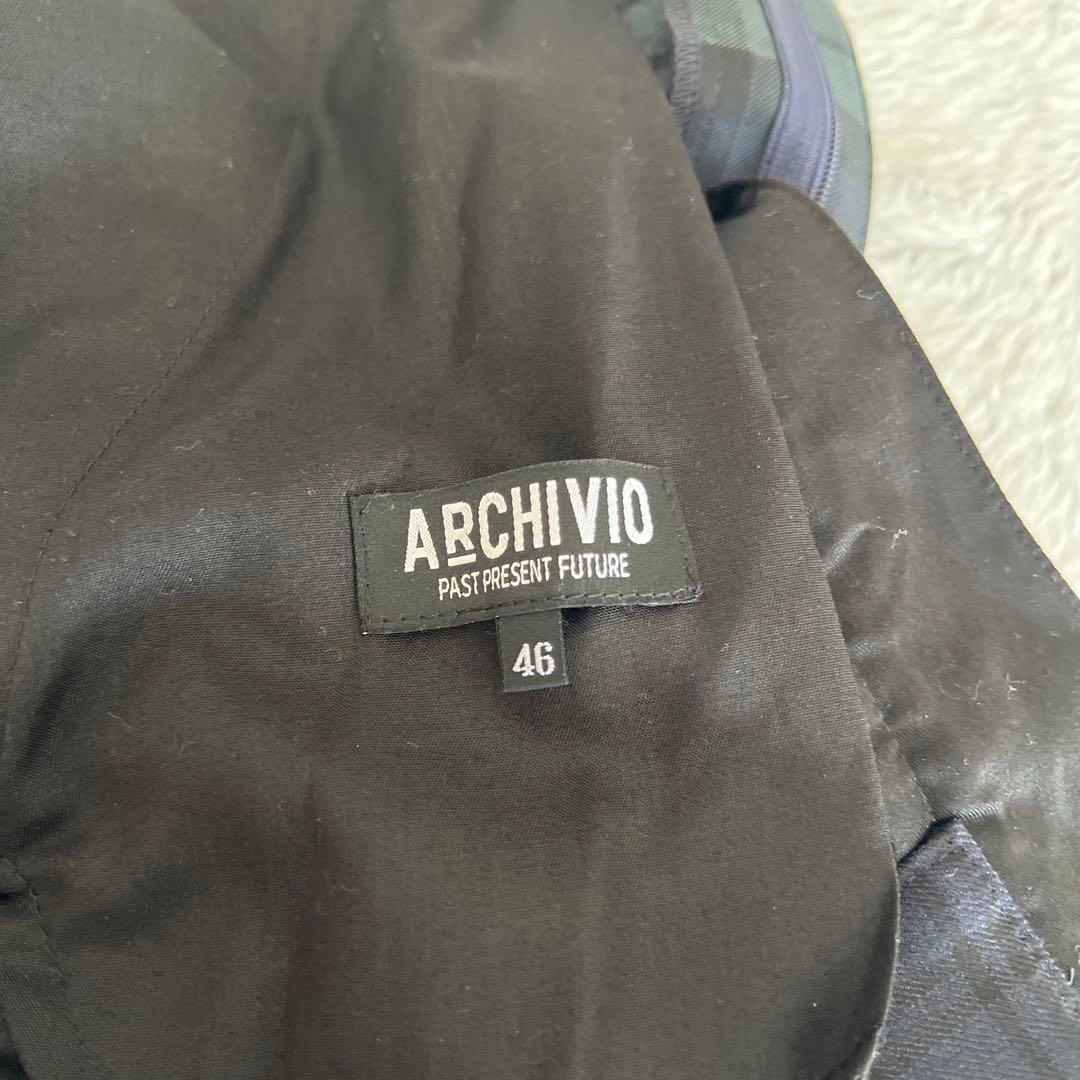 ARCHIVIO
PAST PRESENT FUTURE
46